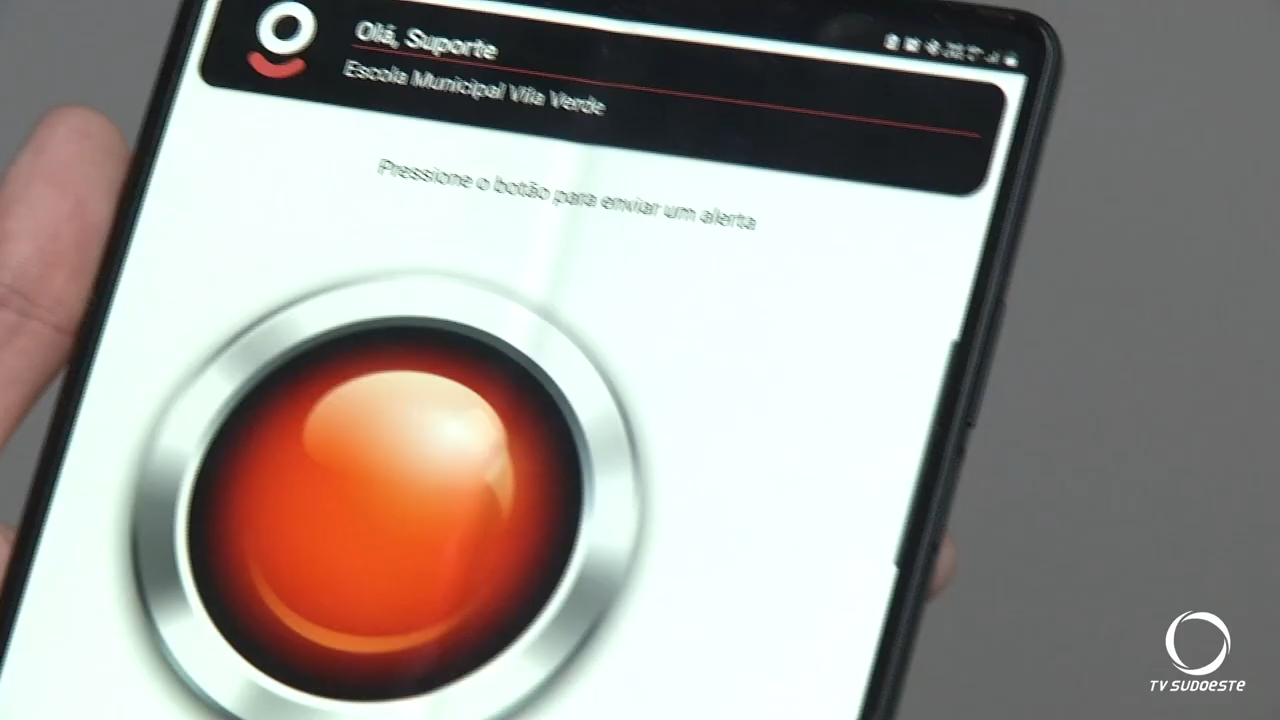 Olá, Suporte
Escola Municipal Vila Verde
Pressione o botão para enviar um alerta
TV SUDOESTE